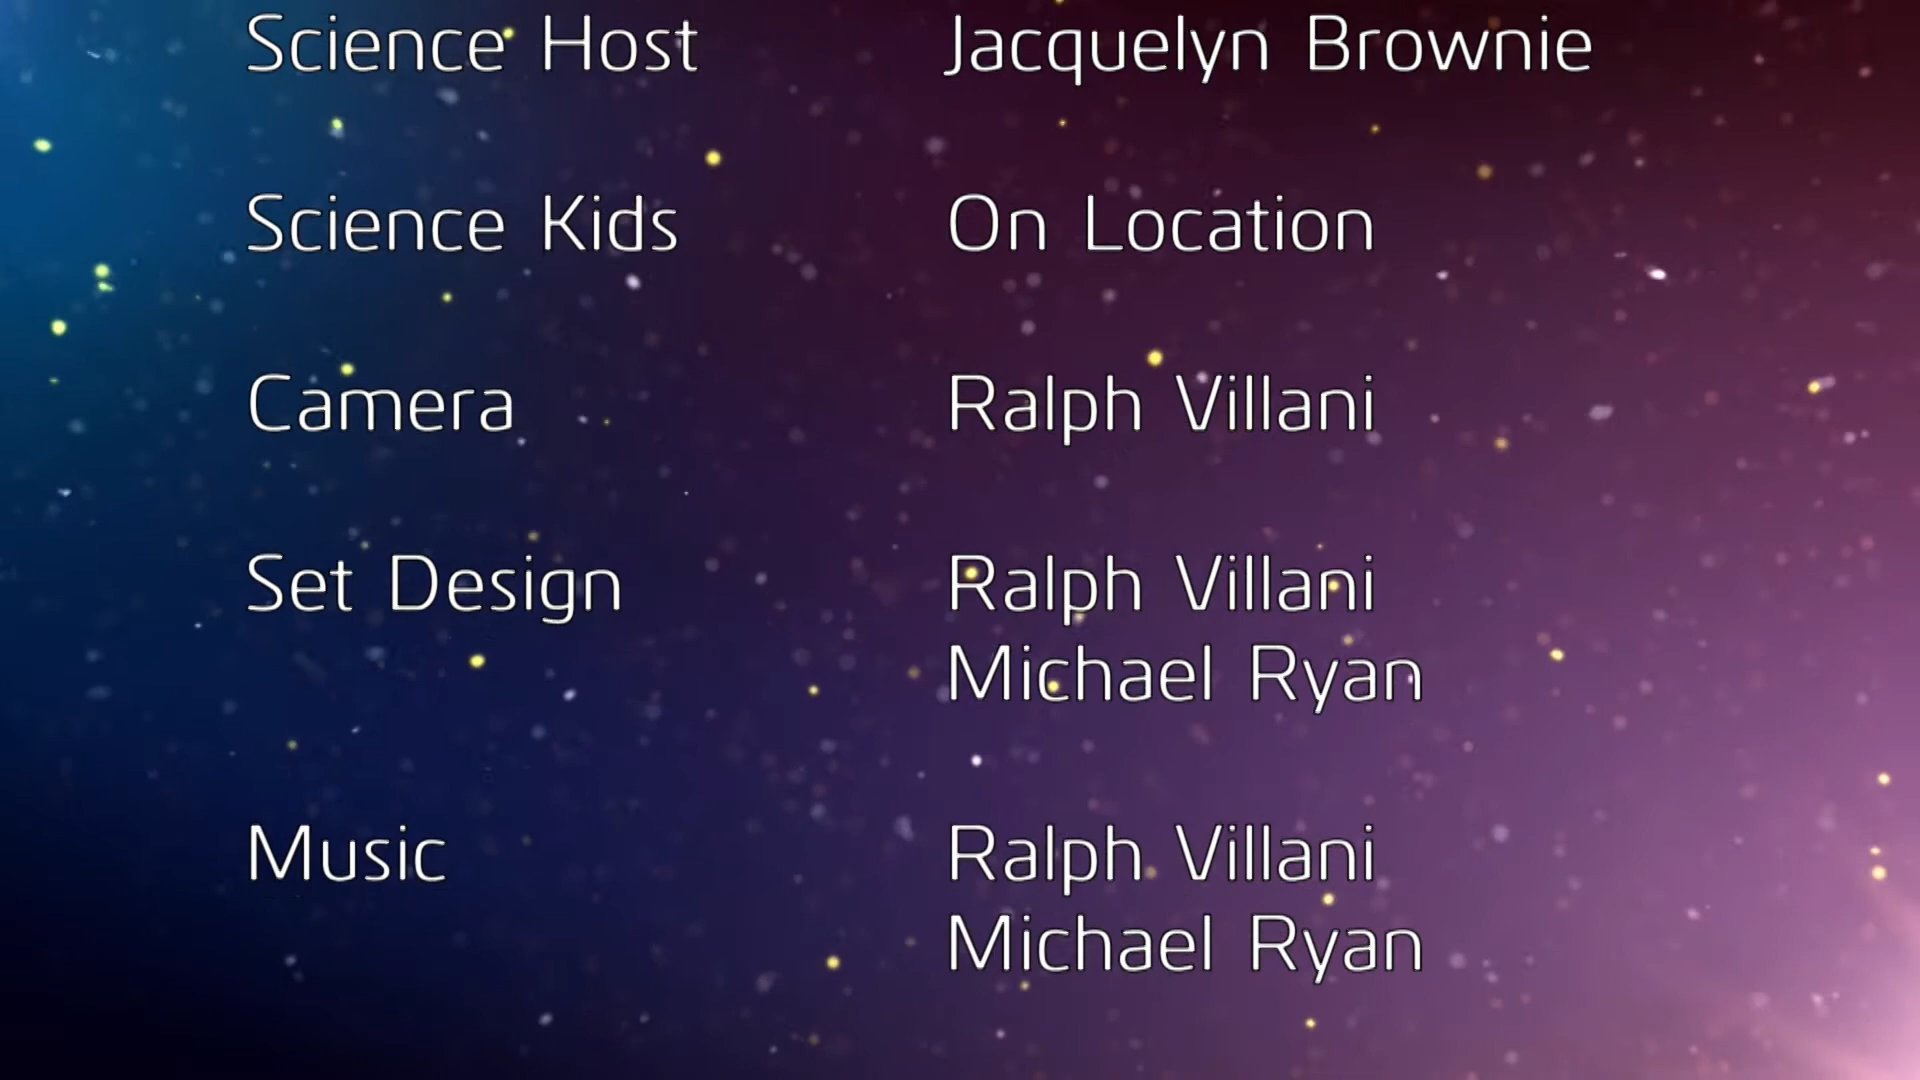 Science Host Jacquelyn Brownie
Science Kids On Location
Camera Ralph Villani
Set Design Ralph Villani
Michael Ryan
Music Ralph Villani
Michael Ryan